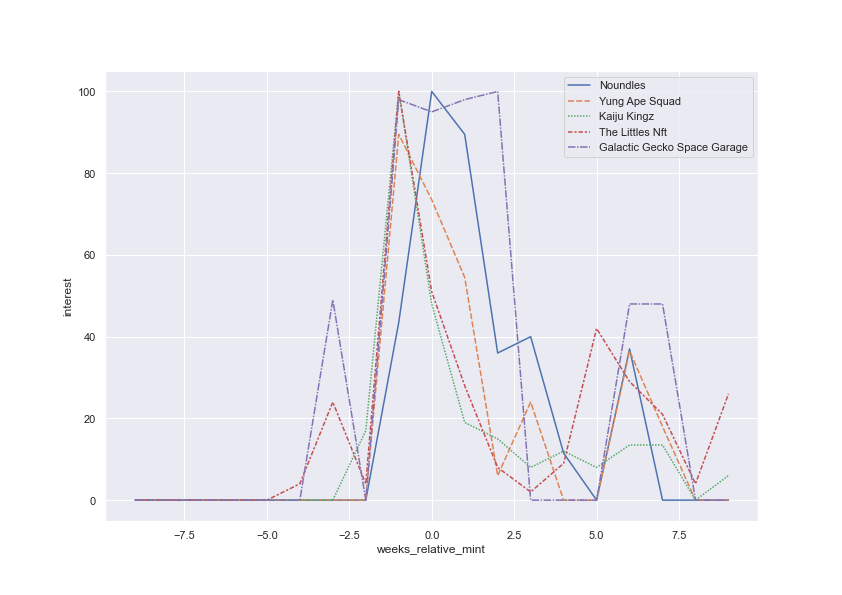 Noundles
Yung Ape Squad
Kaiju Kingz
The Littles Nft
Galactic Gecko Space Garage
interest
100
80
60
40
20
0
−7.5 −5.0 −2.5 0.0 2.5 5.0 7.5
weeks_relative_mint